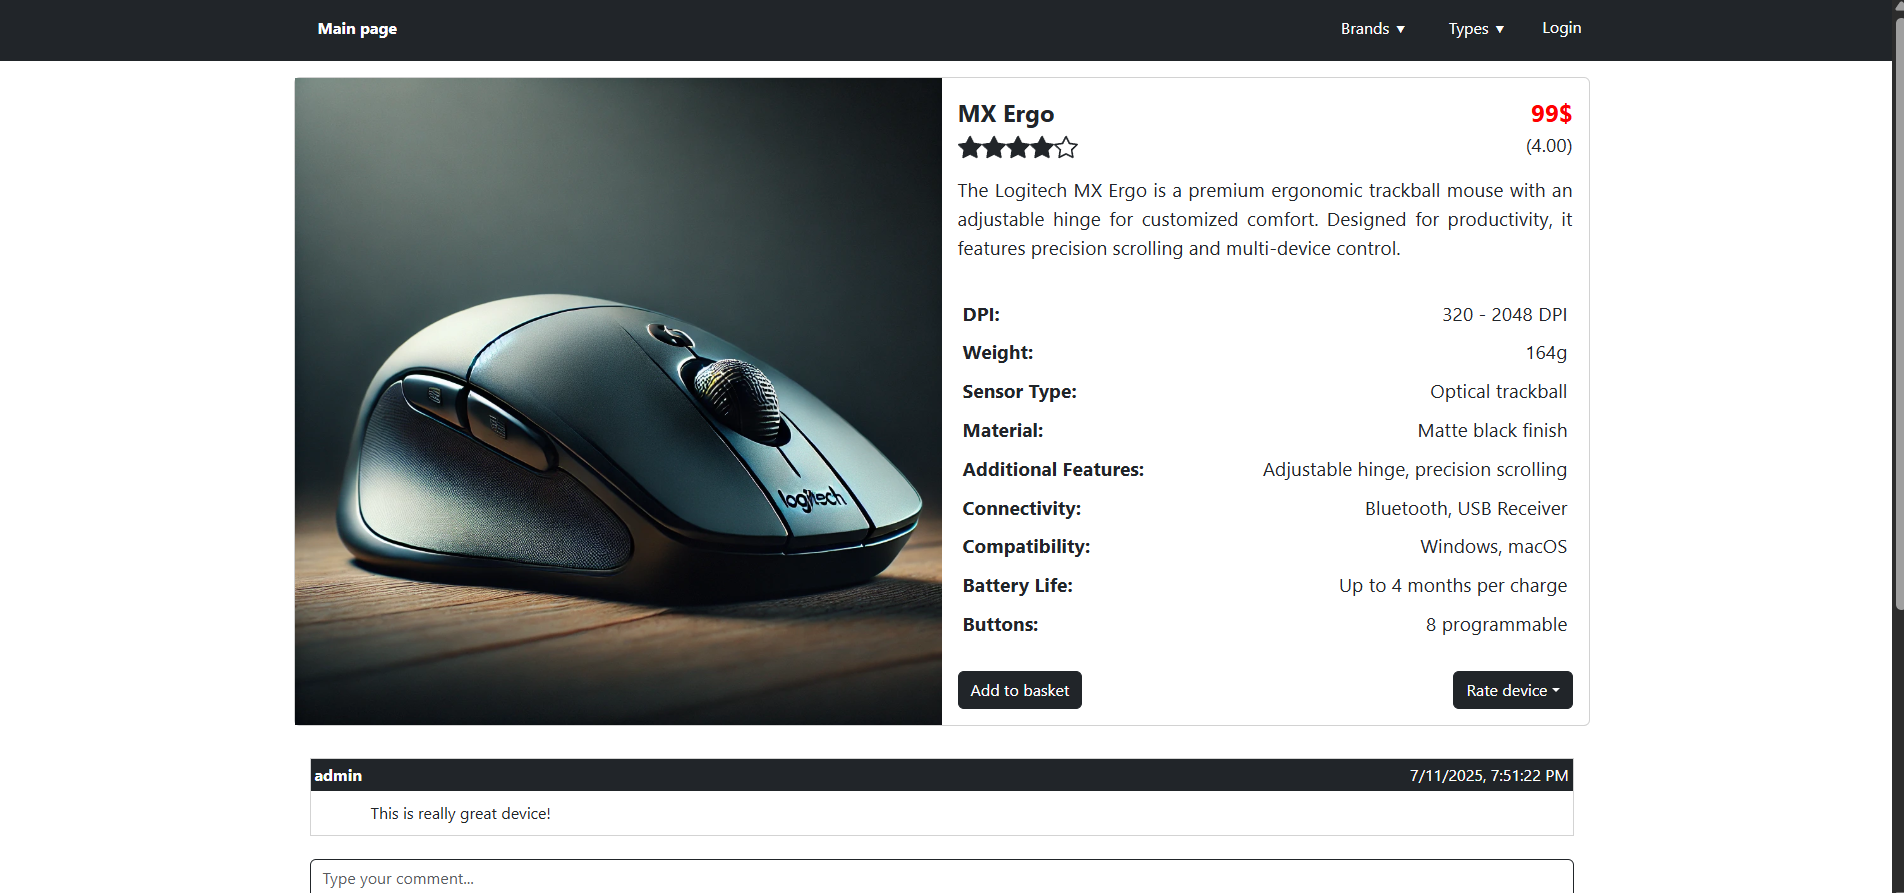 Main page
Brands ▼
Types ▼
Login
MX Ergo
99$
(4.00)
The Logitech MX Ergo is a premium ergonomic trackball mouse with an
adjustable hinge for customized comfort. Designed for productivity, it
features precision scrolling and multi-device control.
DPI: 320 - 2048 DPI
Weight: 164g
Sensor Type: Optical trackball
Material: Matte black finish
Additional Features: Adjustable hinge, precision scrolling
Connectivity: Bluetooth, USB Receiver
Compatibility: Windows, macOS
Battery Life: Up to 4 months per charge
Buttons: 8 programmable
logitech
Add to basket
Rate device
admin 7/11/2025, 7:51:22 PM
This is really great device!
Type your comment...